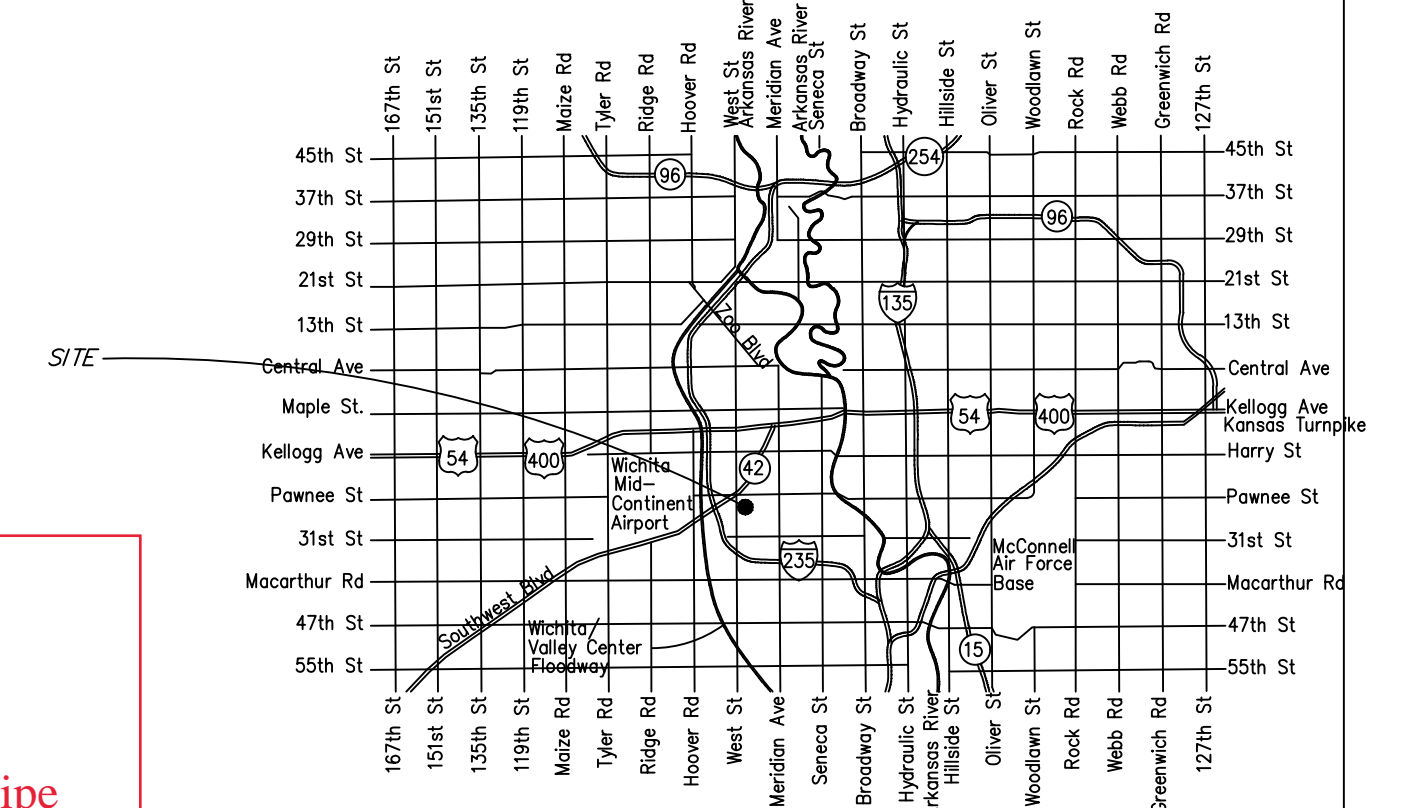 167th St
151st St
135th St
119th St
Maize Rd
Tyler Rd
Ridge Rd
Hoover Rd
West St
Arkansas River
Meridian Ave
Arkansas River
Seneca St
Broadway St
Hydraulic St
Hillside St
Oliver St
Woodlawn St
Rock Rd
Webb Rd
Greenwich Rd
127th St
45th St
254
45th St
96
37th St
37th St
96
29th St
29th St
21st St
21st St
135
13th St
13th St
Zoo Blvd
SITE
Central Ave
Central Ave
Maple St.
54
400
Kellogg Ave
Kansas Turnpike
Kellogg Ave
54
400
42
Harry St
Wichita
Mid-
Continent
Airport
Pawnee St
Pawnee St
31st St
31st St
235
McConnell
Air Force
Base
Macarthur Rd
Macarthur Rd
Southwest Blvd
47th St
47th St
Wichita/
Valley Center
Floodway
15
55th St
55th St
167th St
151st St
135th St
119th St
Maize Rd
Tyler Rd
Ridge Rd
Hoover Rd
West St
Meridian Ave
Seneca St
Broadway St
Hydraulic St
rkansas River
Hillside St
Oliver St
Woodlawn St
Rock Rd
Webb Rd
Greenwich Rd
127th St
ipe